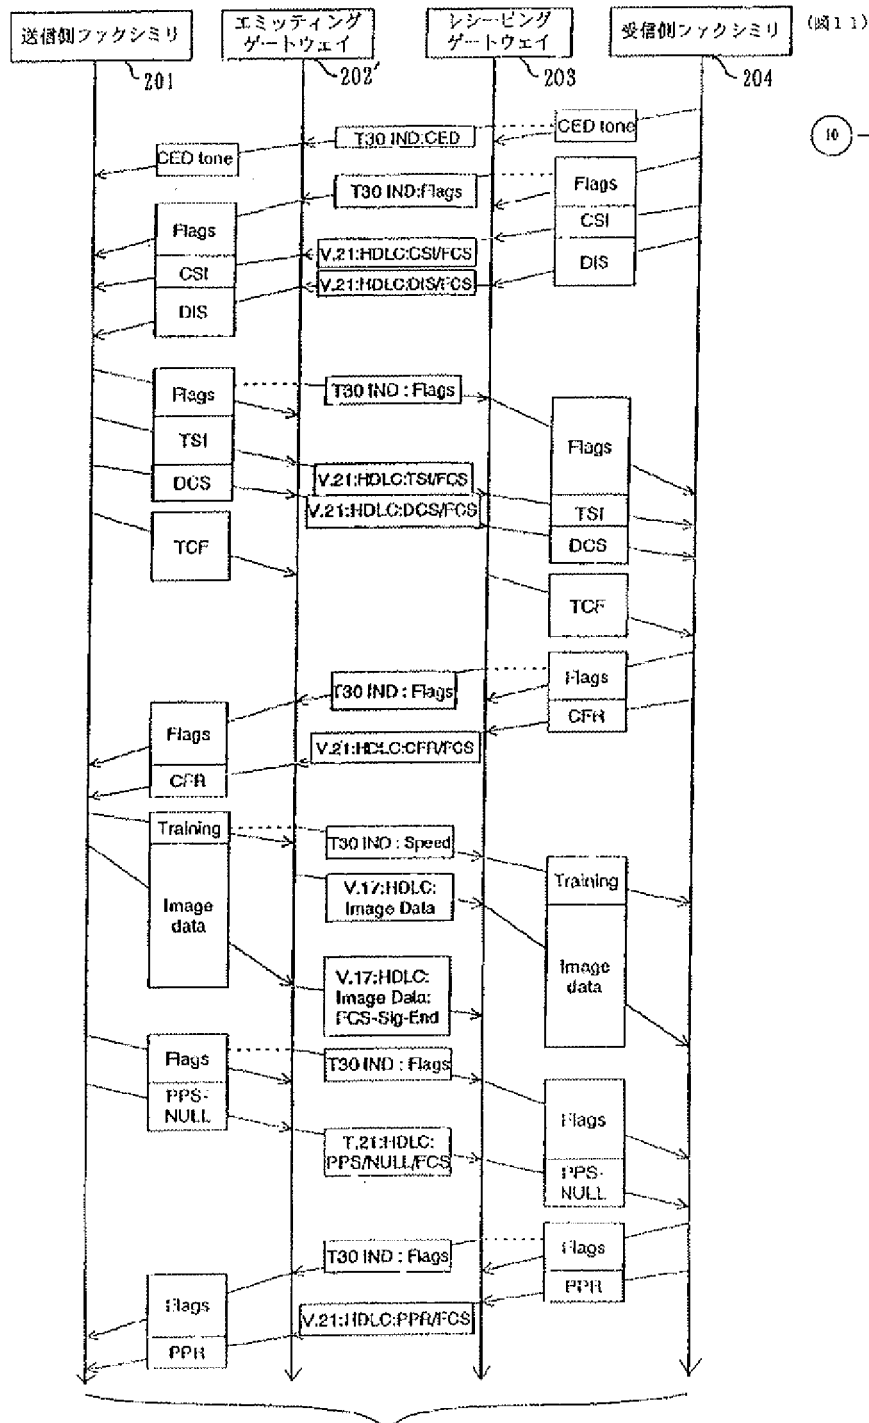 送信側ファクシミリ
エミッティング
ゲートウェイ
レシービング
ゲートウェイ
受信側ファクシミリ
(図11)
201
202'
203
204
10
CED tone
T30 IND:CED
CED tone
Flags
T30 IND:Flags
CSI
Flags
DIS
V.21:HDLC:CSI/FCS
CSI
V.21:HDLC:DIS/FCS
DIS
Flags
T30 IND : Flags
TSI
Flags
V.21:HDLC:TSI/FCS
DCS
V.21:HDLC:DCS/FCS
TSI
DCS
TCF
TCF
Flags
T30 IND : Flags
CFR
Flags
V.21:HDLC:CFR/FCS
CFR
Training
T30 IND : Speed
Training
V.17:HDLC:
Image Data
Image
data
Image
data
V.17:HDLC:
Image Data:
FCS-Sig-End
Flags
T30 IND : Flags
PPS-
NULL
Flags
T.21:HDLC:
PPS/NULL/FCS
PPS-
NULL
Flags
T30 IND : Flags
PPR
Flags
V.21:HDLC:PPR/FCS
PPR